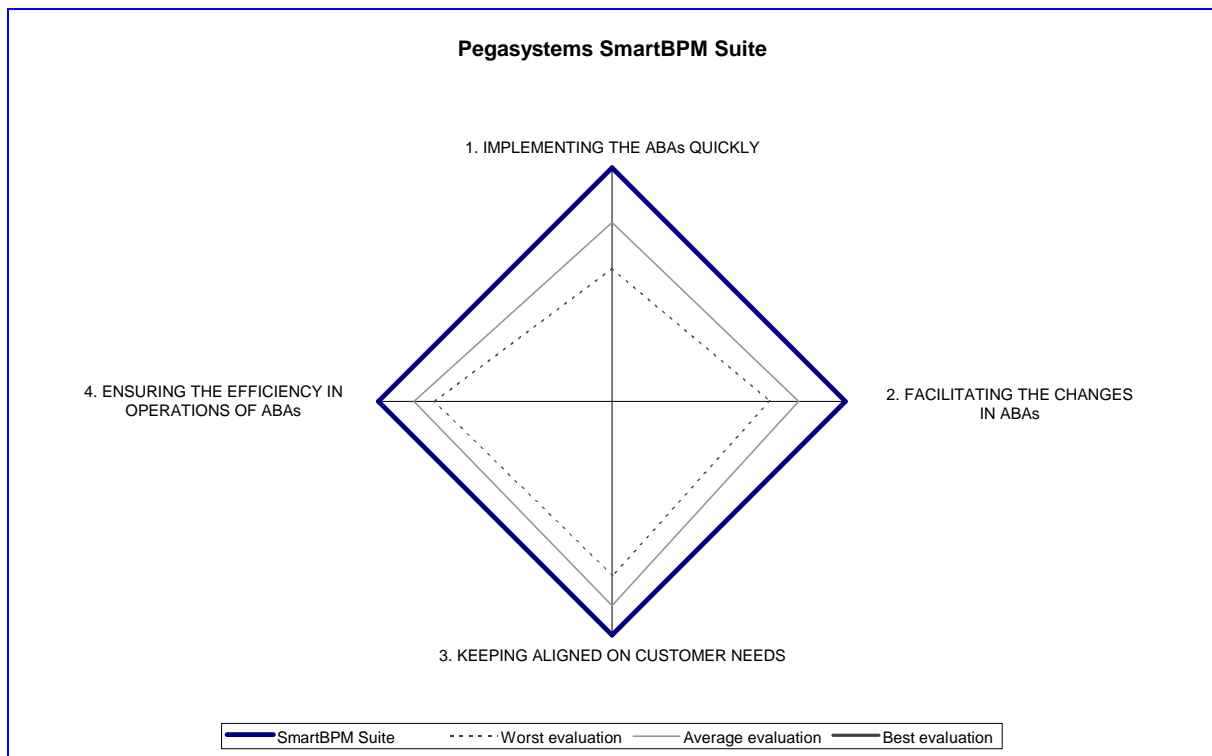 Pegasystems SmartBPM Suite
1. IMPLEMENTING THE ABAs QUICKLY
4. ENSURING THE EFFICIENCY IN
OPERATIONS OF ABAs
2. FACILITATING THE CHANGES
IN ABAs
3. KEEPING ALIGNED ON CUSTOMER NEEDS
SmartBPM Suite Worst evaluation Average evaluation Best evaluation